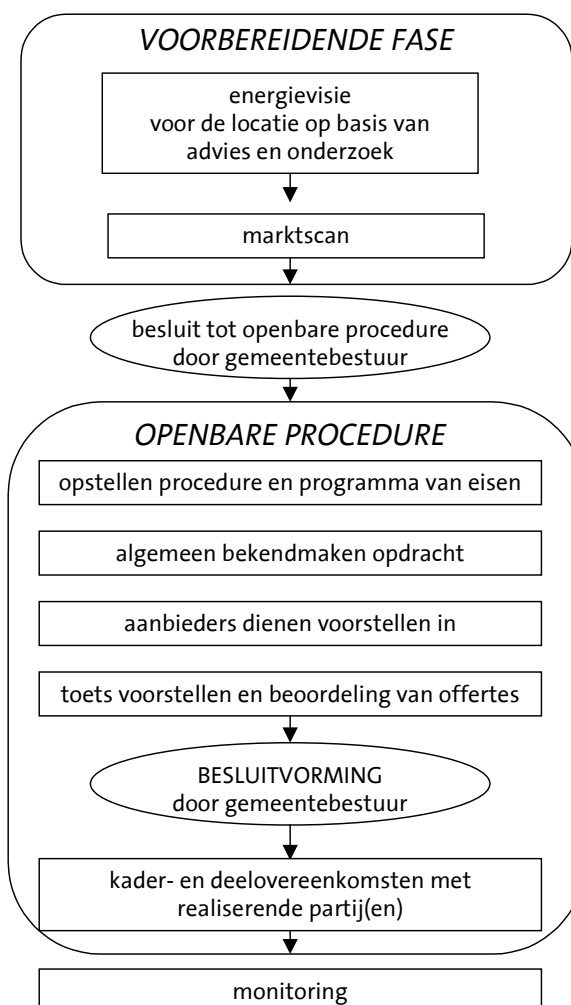 VOORBEREIDENDE FASE
energievisie
voor de locatie op basis van
advies en onderzoek
marktscan
besluit tot openbare procedure
door gemeentebestuur
OPENBARE PROCEDURE
opstellen procedure en programma van eisen
algemeen bekendmaken opdracht
aanbieders dienen voorstellen in
toets voorstellen en beoordeling van offertes
BESLUITVORMING
door gemeentebestuur
kader- en deelovereenkomsten met
realiserende partij(en)
monitoring